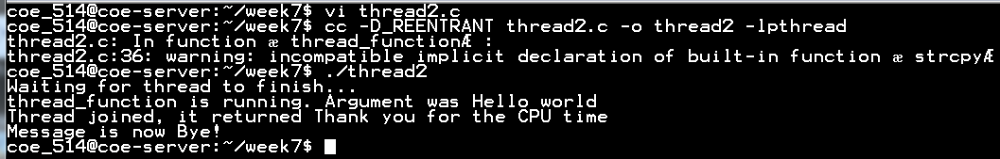 coe_514@coe-server:~/week7$ vi thread2.c
coe_514@coe-server:~/week7$ cc -D_REENTRANT thread2.c -o thread2 -lpthread
thread2.c: In function æ thread_functionÆ :
thread2.c:36: warning: incompatible implicit declaration of built-in function æ strcpyÆ
coe_514@coe-server:~/week7$ ./thread2
Waiting for thread to finish...
thread_function is running. Argument was Hello world
Thread joined, it returned Thank you for the CPU time
Message is now Bye!
coe_514@coe-server:~/week7$